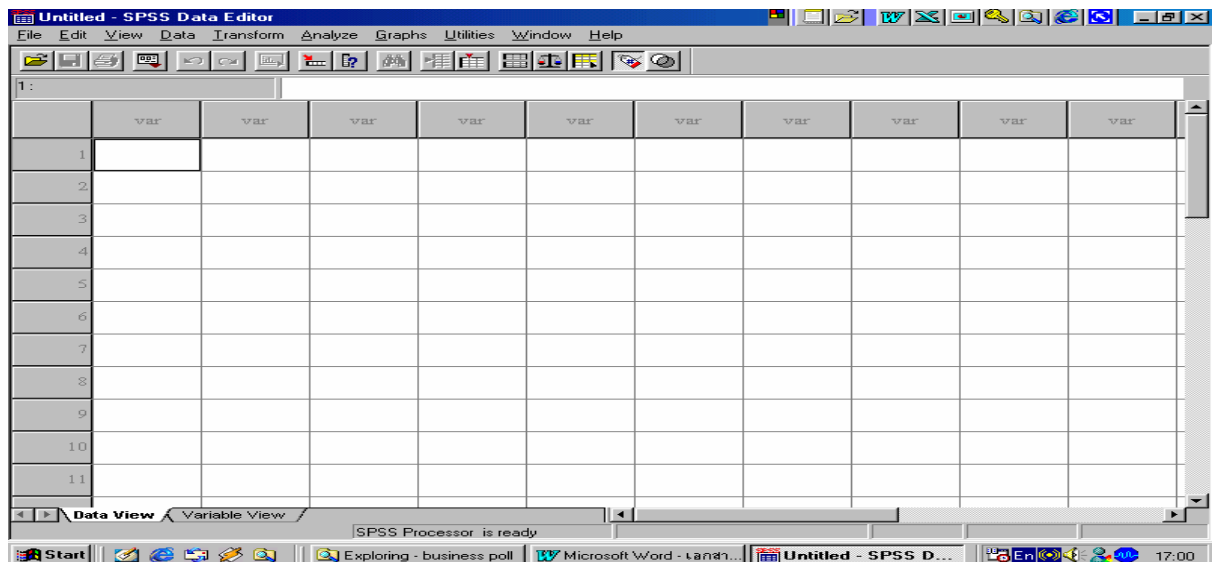 Untitled - SPSS Data Editor
File Edit View Data Transform Analyze Graphs Utilities Window Help
1 :
var var var var var var var var var var
1
2
3
4
5
6
7
8
9
10
11
Data View Variable View
SPSS Processor is ready
Start Exploring - business poll Microsoft Word - เอกสา... Untitled - SPSS D... En 17:00